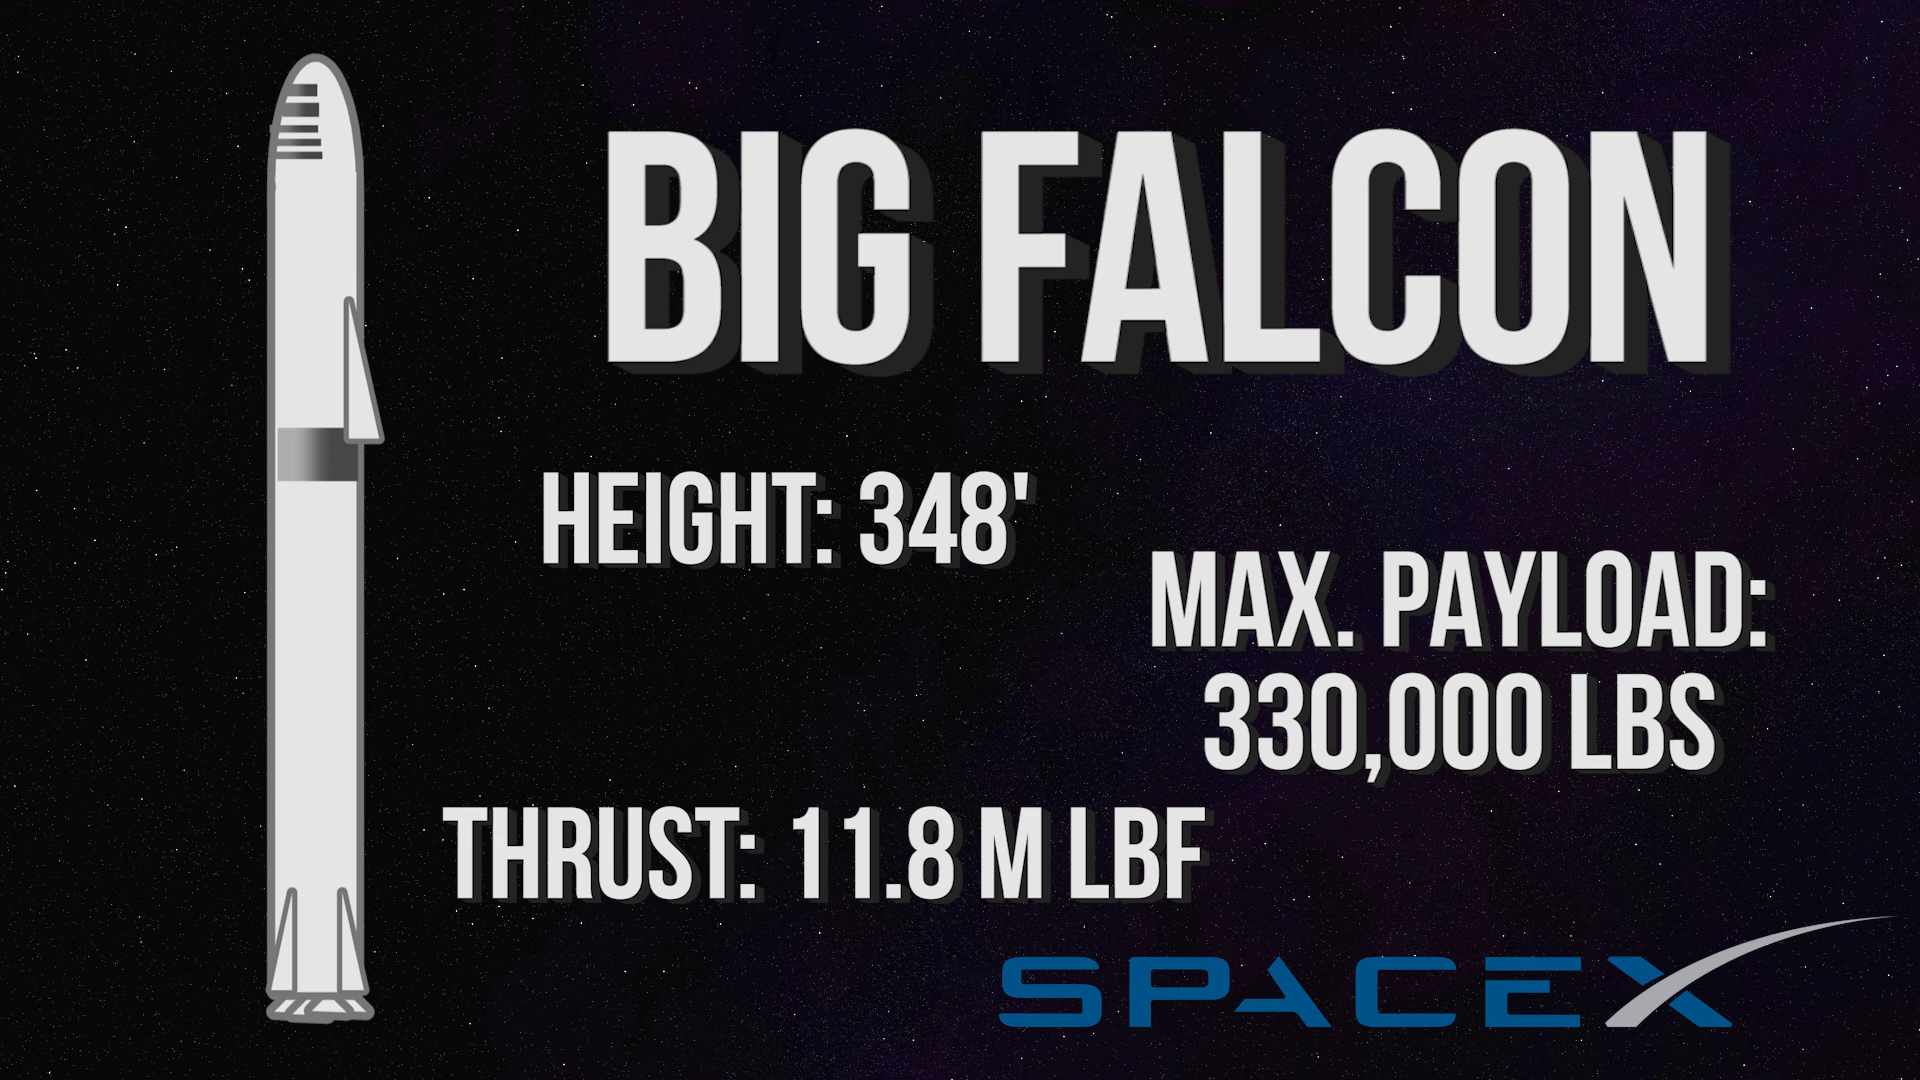 BIG FALCON
HEIGHT: 348'
MAX. PAYLOAD:
330,000 LBS
THRUST: 11.8 M LBF
SPACEX